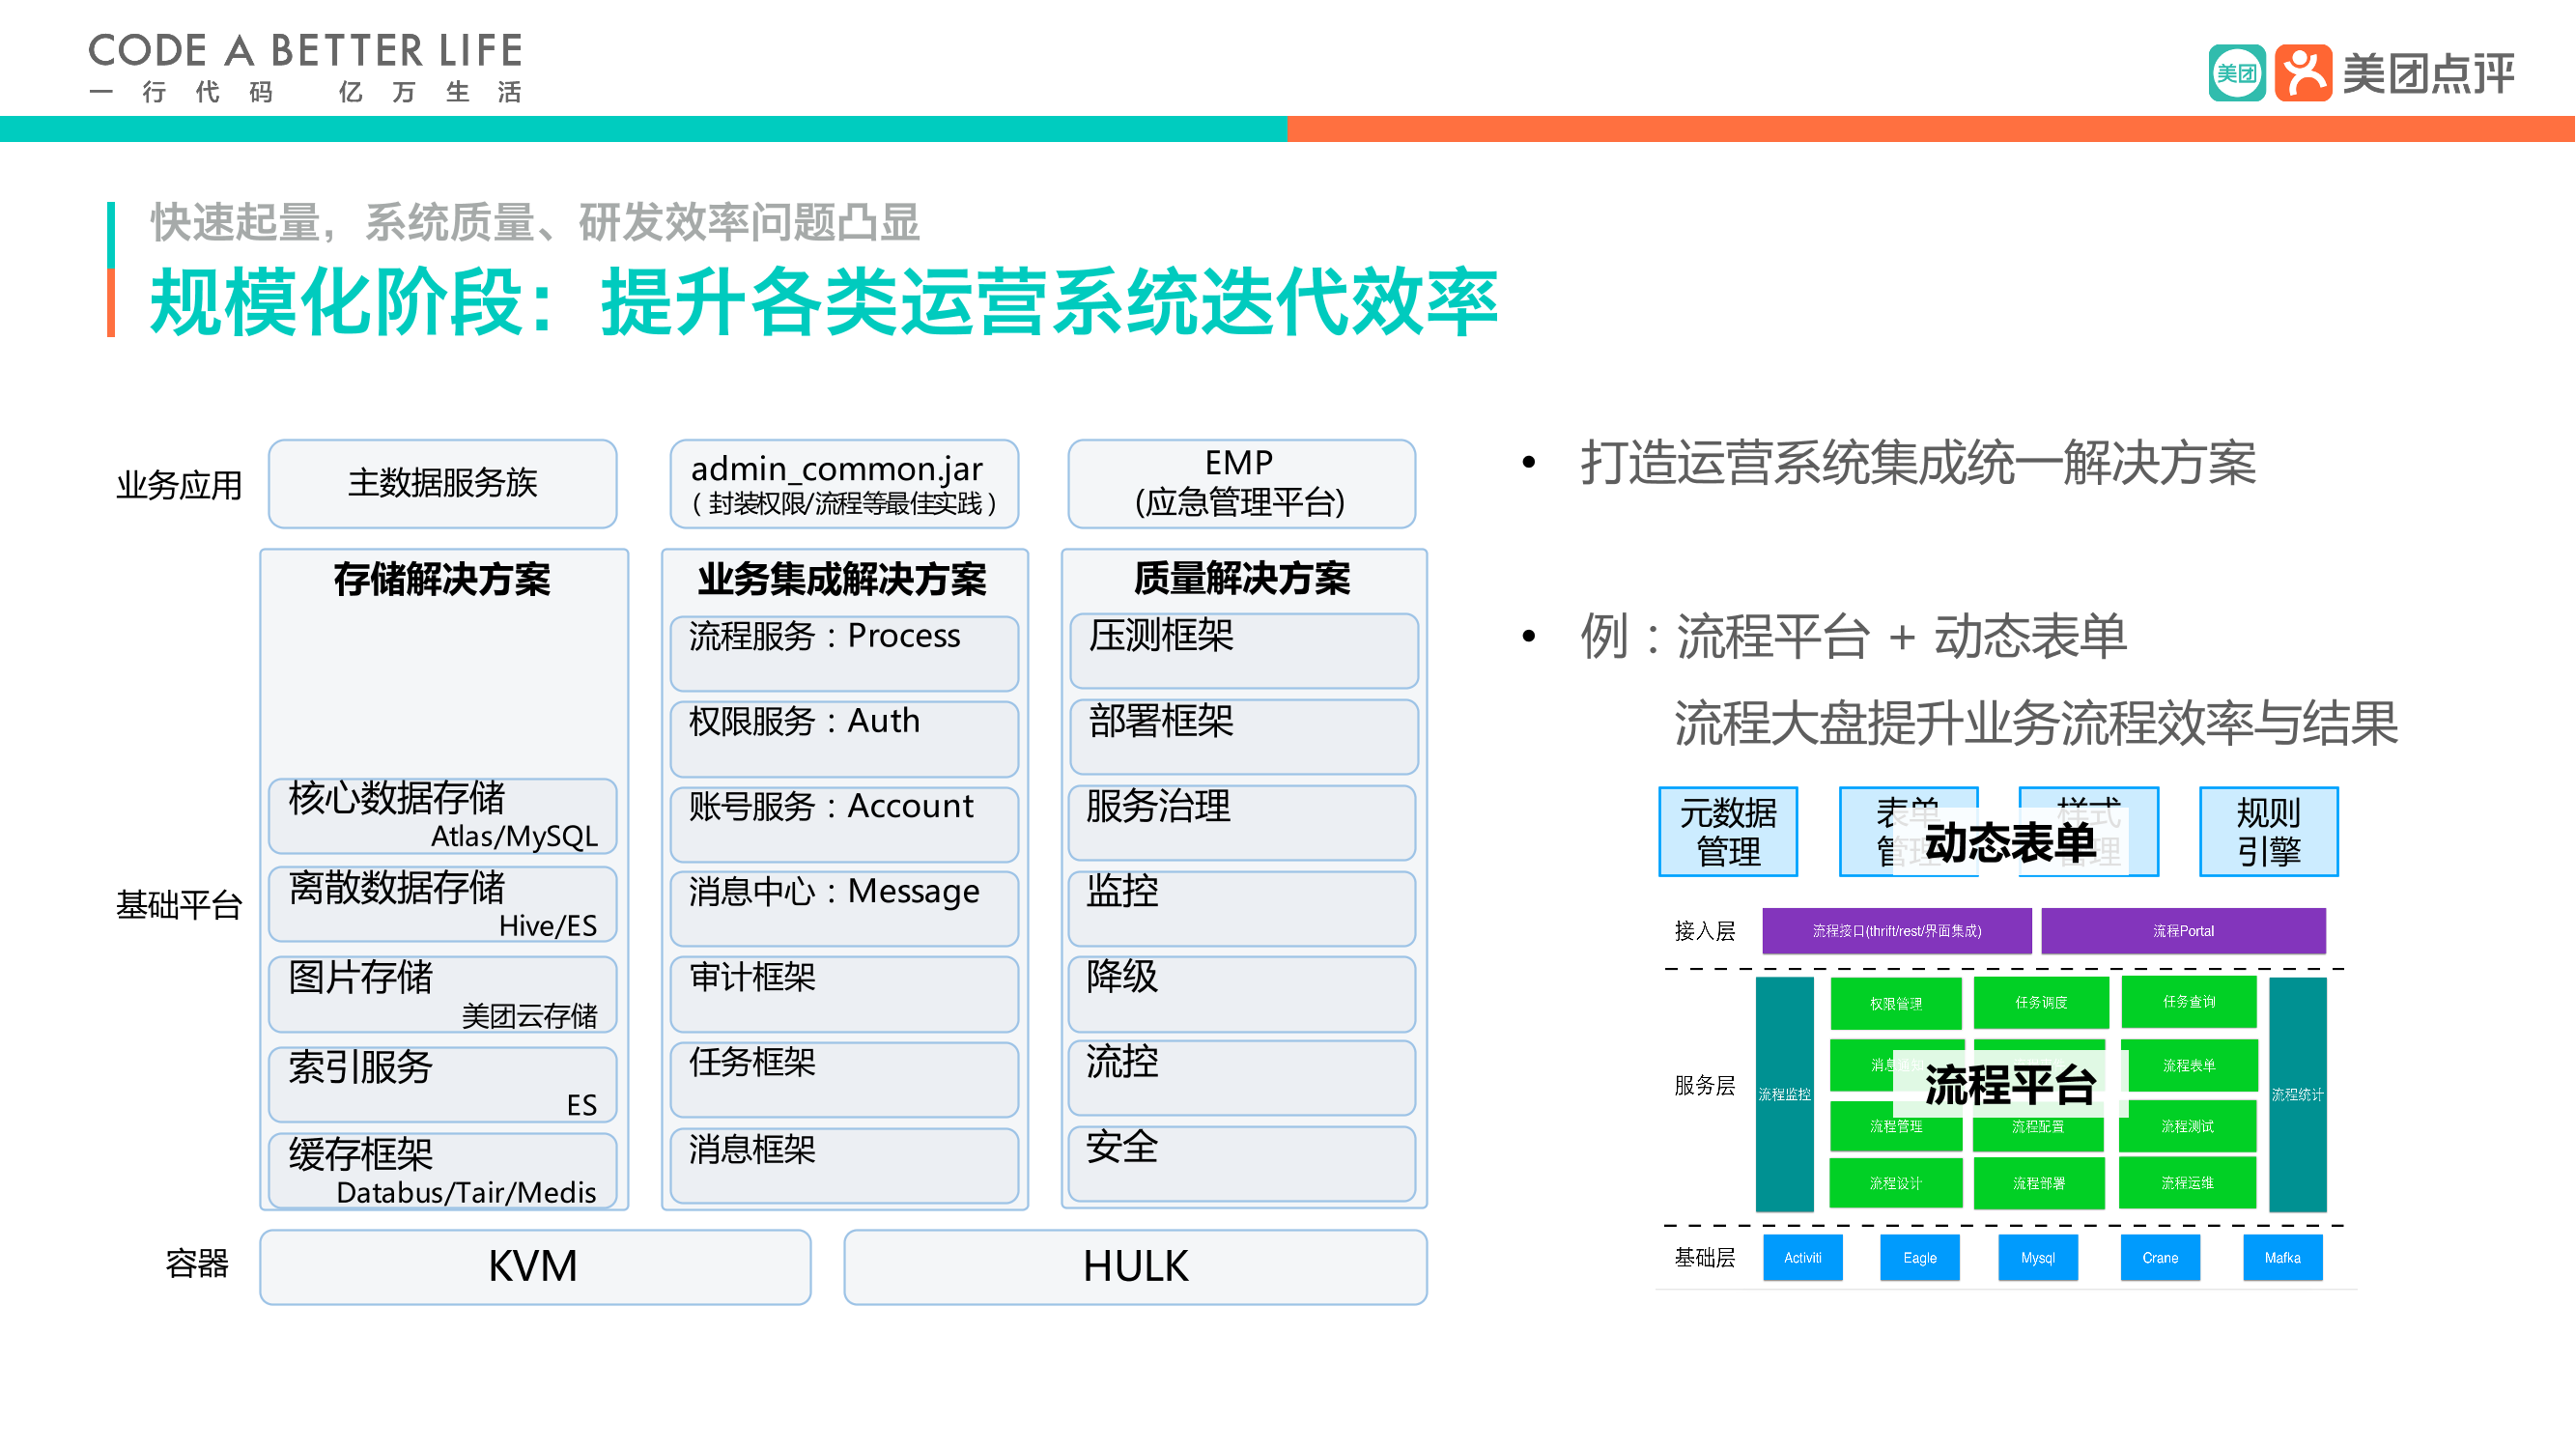 CODE A BETTER LIFE
一行代码 亿万生活
美团 美团点评
快速起量，系统质量、研发效率问题凸显
规模化阶段：提升各类运营系统迭代效率
业务应用
主数据服务族
admin_common.jar
（封装权限/流程等最佳实践）
EMP
(应急管理平台)
基础平台
存储解决方案
核心数据存储
Atlas/MySQL
离散数据存储
Hive/ES
图片存储
美团云存储
索引服务
ES
缓存框架
Databus/Tair/Medis
业务集成解决方案
流程服务：Process
权限服务：Auth
账号服务：Account
消息中心：Message
审计框架
任务框架
消息框架
质量解决方案
压测框架
部署框架
服务治理
监控
降级
流控
安全
容器
KVM
HULK
• 打造运营系统集成统一解决方案
• 例：流程平台 + 动态表单
流程大盘提升业务流程效率与结果
元数据
管理
表单
管理
样式
管理
规则
引擎
动态表单
接入层
流程接口(thrift/rest/界面集成)
流程Portal
服务层
流程监控
权限管理
任务调度
任务查询
消息通知
流程表单
流程平台
流程管理
流程配置
流程测试
流程设计
流程部署
流程运维
流程统计
基础层
Activiti
Eagle
Mysql
Crane
Mafka